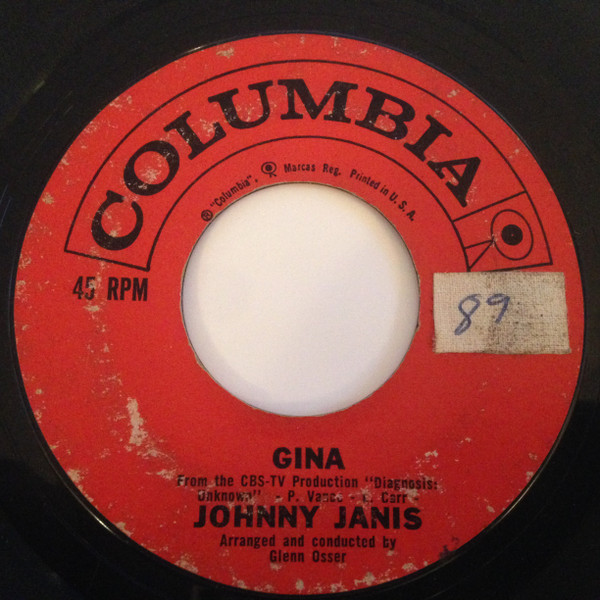 COLUMBIA
® "Columbia", Marcas Reg. Printed in U.S.A.
45 RPM
89
GINA
From the CBS-TV Production "Diagnosis:
Unknown" - P. Vance - L. Carr -
JOHNNY JANIS
Arranged and conducted by
Glenn Osser